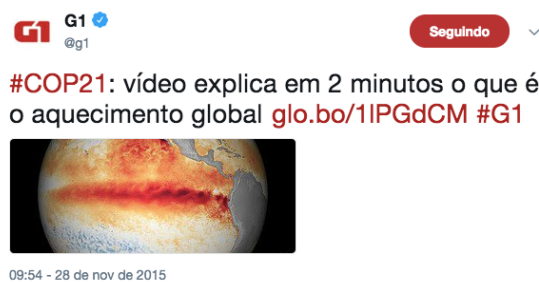 G1
G1
@g1
Seguindo
#COP21: vídeo explica em 2 minutos o que é
o aquecimento global glo.bo/1lPGdCM #G1
09:54 - 28 de nov de 2015